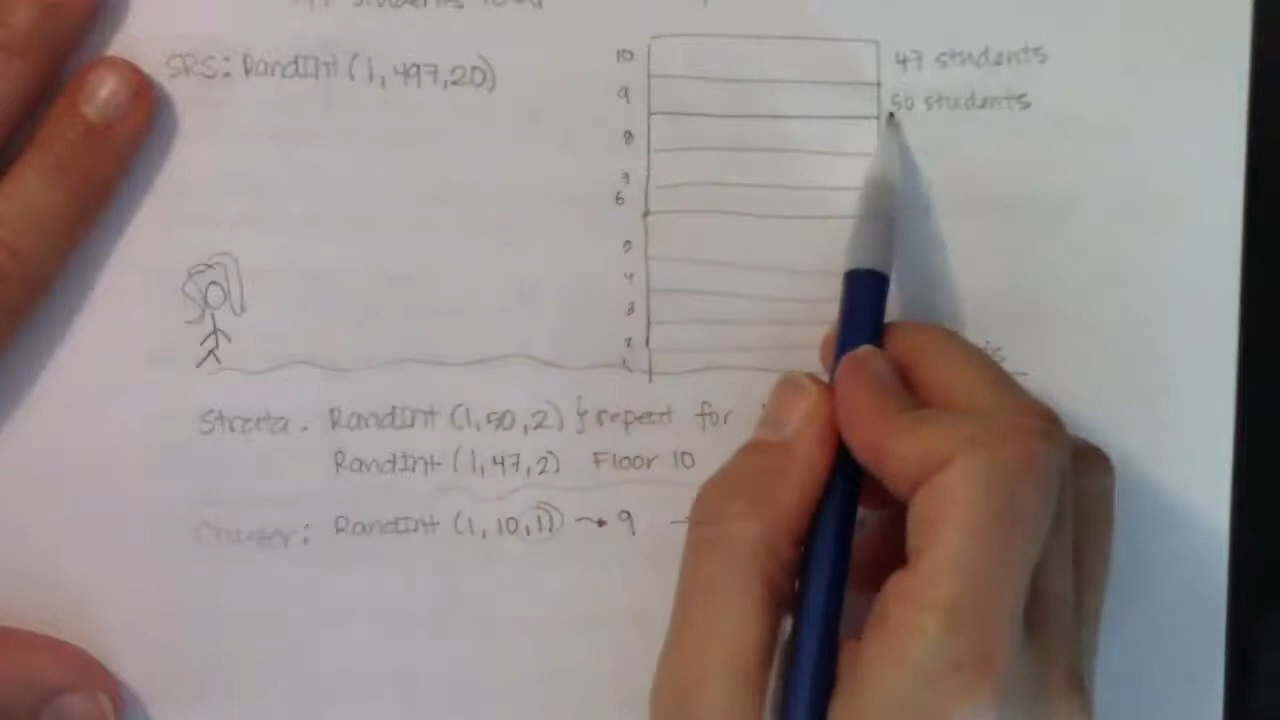 students
SRS: RandInt (1, 497, 20)
10 47 students
9 50 students
8
7
6
5
4
3
2
1
Strata. RandInt (1, 50, 2) } repeat for
RandInt (1, 47, 2) Floor 10
Cluster: RandInt (1, 10, 1) → 9 →